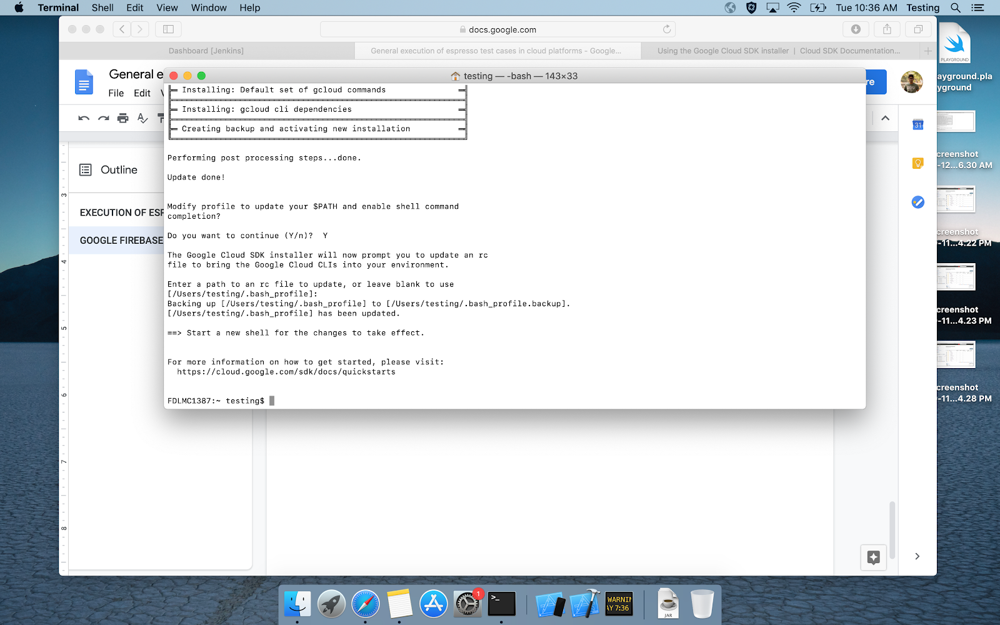 Terminal Shell Edit View Window Help Tue 10:36 AM Testing
docs.google.com
Dashboard [Jenkins] General execution of espresso test cases in cloud platforms - Google... Using the Google Cloud SDK installer | Cloud SDK Documentation...
General e
File Edit
testing — -bash — 143×33
Installing: Default set of gcloud commands
Installing: gcloud cli dependencies
Creating backup and activating new installation
Performing post processing steps...done.
Update done!
Modify profile to update your $PATH and enable shell command
completion?
Do you want to continue (Y/n)? Y
The Google Cloud SDK installer will now prompt you to update an rc
file to bring the Google Cloud CLIs into your environment.
Enter a path to an rc file to update, or leave blank to use
[/Users/testing/.bash_profile]:
Backing up [/Users/testing/.bash_profile] to [/Users/testing/.bash_profile.backup].
[/Users/testing/.bash_profile] has been updated.
==> Start a new shell for the changes to take effect.
For more information on how to get started, please visit:
https://cloud.google.com/sdk/docs/quickstarts
FDLMC1387:~ testing$
Outline
EXECUTION OF ESP
GOOGLE FIREBASE
3
4
5
6
7
8
re
31
PLAYGROUND
ayground.pla
yground
creenshot
-12...6.30 AM
creenshot
-11...4.22 PM
creenshot
-11...4.23 PM
creenshot
-11...4.28 PM
1
>_
WARNIN
AY 7:36
JAR